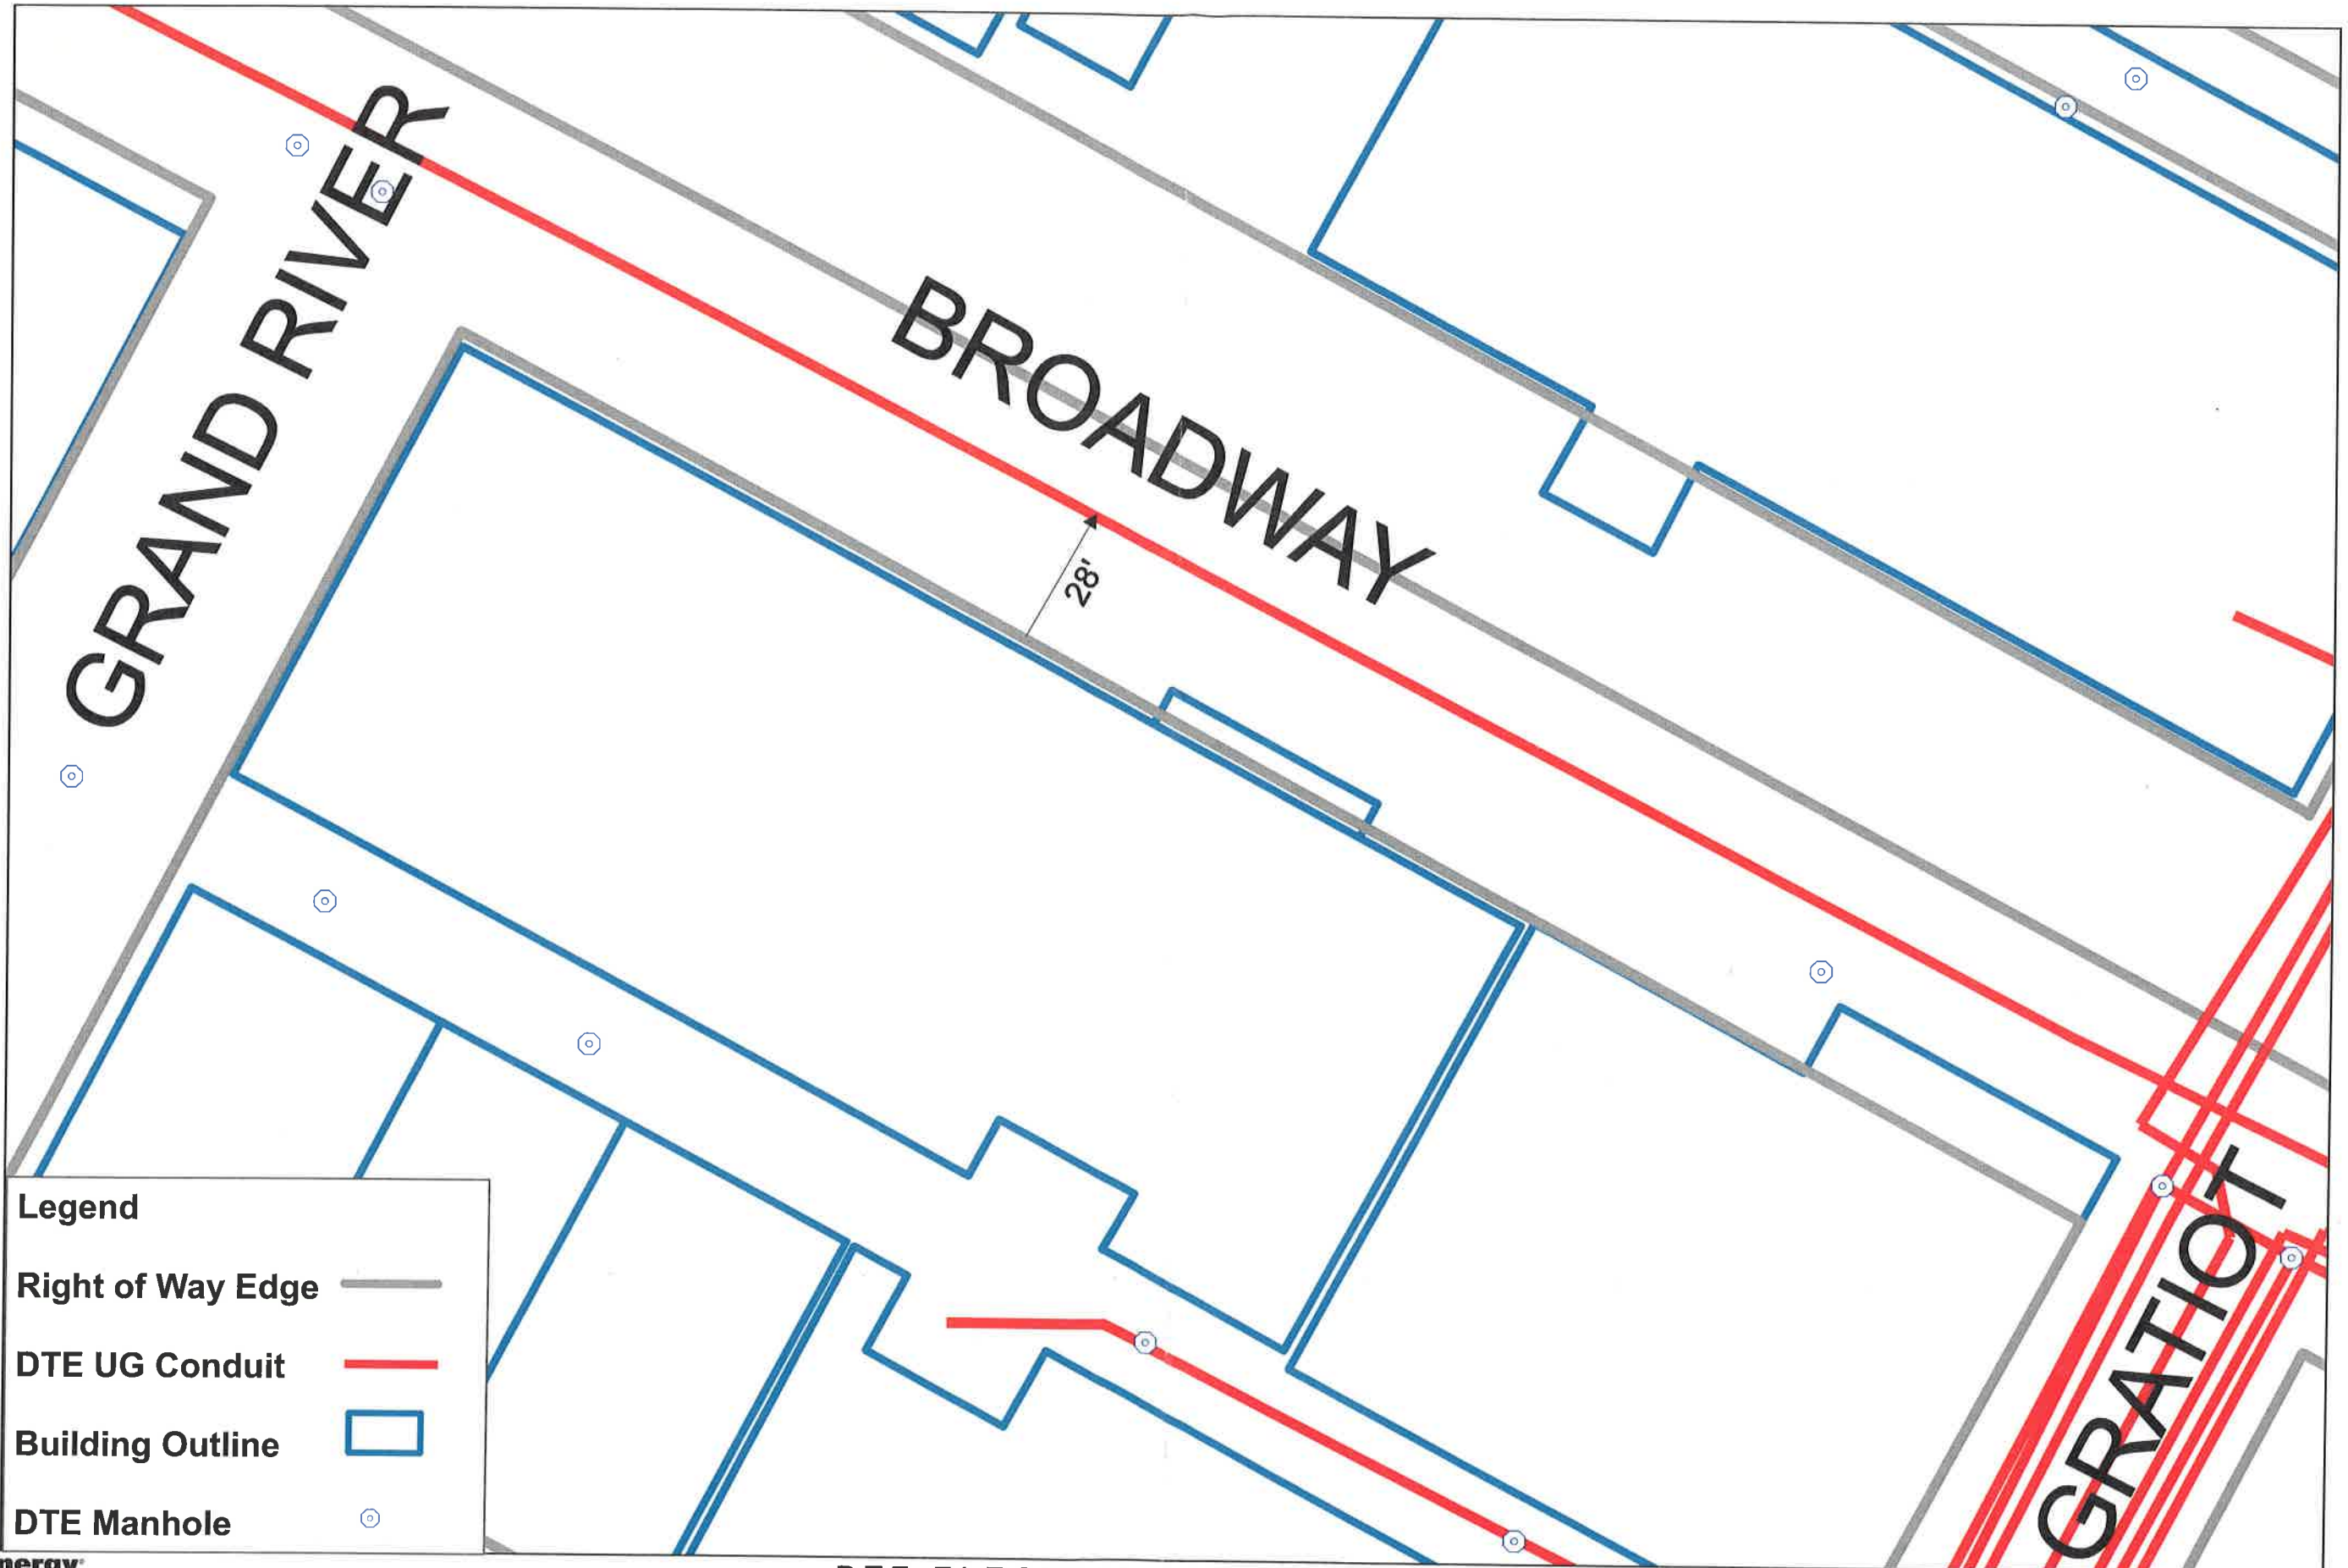 GRAND RIVER
BROADWAY
28'
GRATIOT
Legend
Right of Way Edge
DTE UG Conduit
Building Outline
DTE Manhole